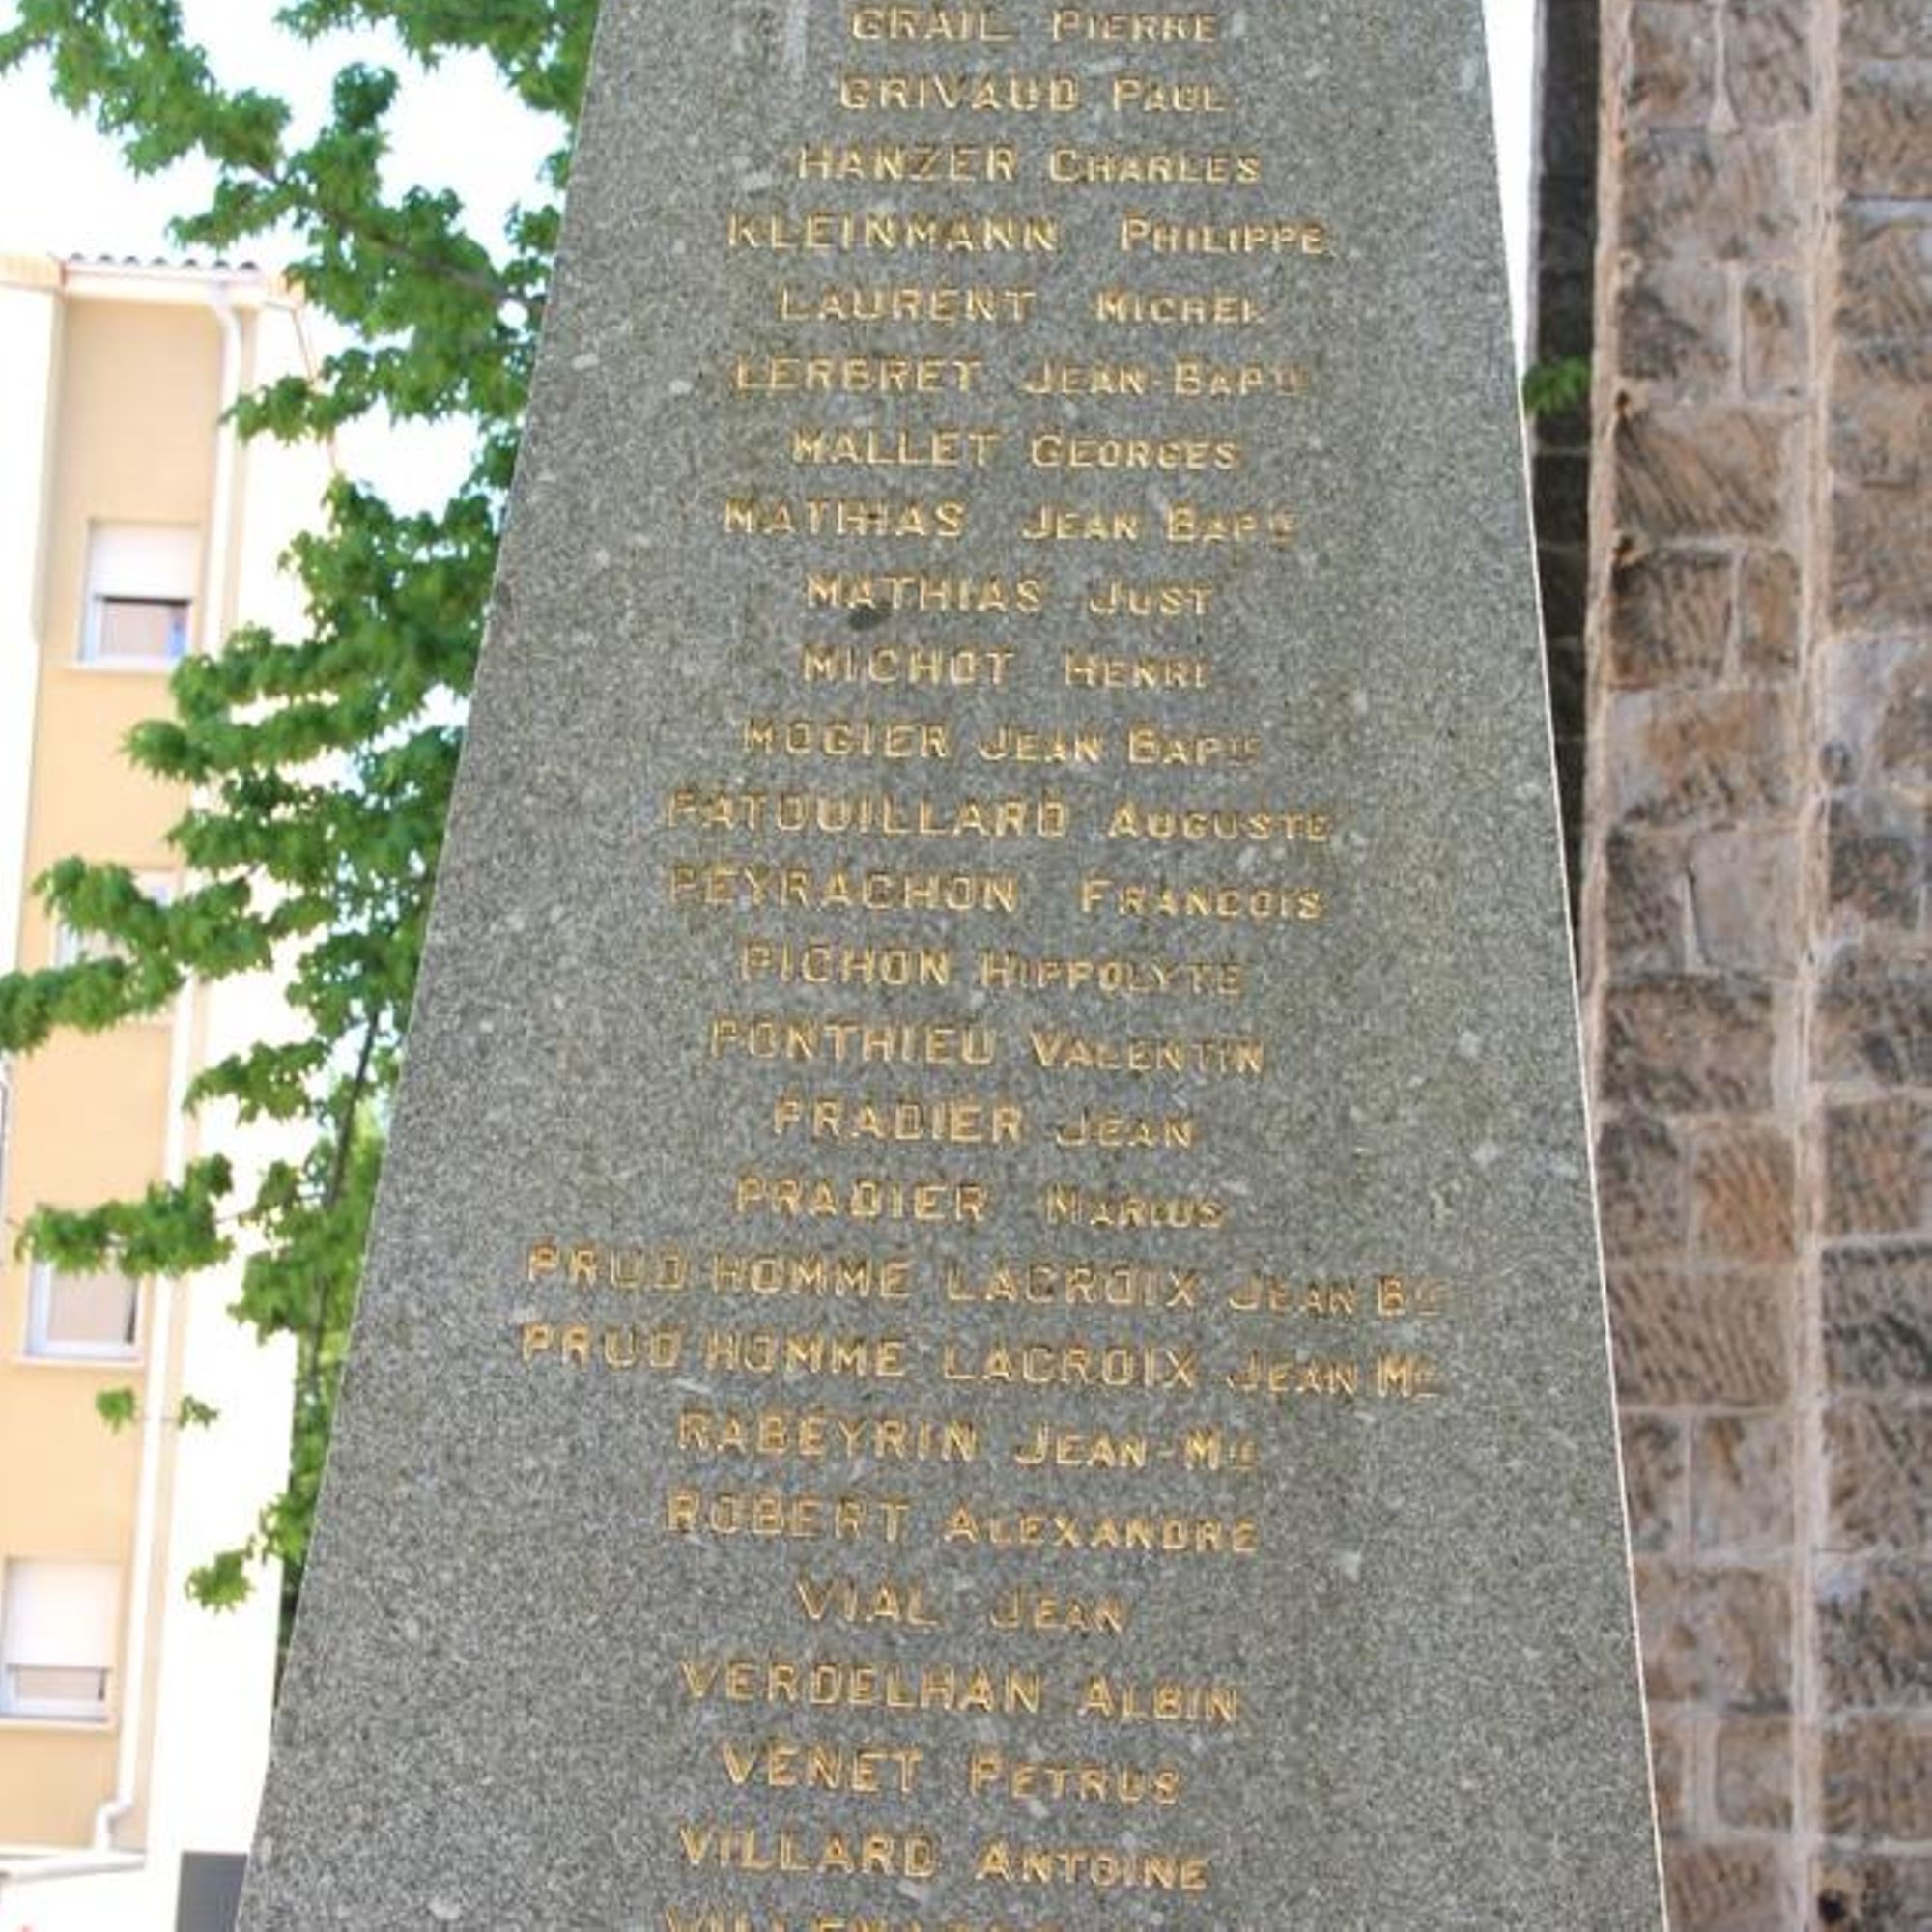 GRAIL PIERRE
GRIVAUD PAUL
HANZER CHARLES
KLEINMANN PHILIPPE
LAURENT MICHEL
LERBRET JEAN-BAPTE
MALLET GEORGES
MATHIAS JEAN BAPTE
MATHIAS JUST
MICHOT HENRI
MOGIER JEAN BAPTE
PATOUILLARD AUGUSTE
PEYRACHON FRANCOIS
PICHON HIPPOLYTE
PONTHIEU VALENTIN
PRADIER JEAN
PRADIER MARIUS
PRUD HOMME LACROIX JEAN BTE
PRUD HOMME LACROIX JEAN MIE
RABEYRIN JEAN-MIE
ROBERT ALEXANDRE
VIAL JEAN
VERDELHAN ALBIN
VENET PETRUS
VILLARD ANTOINE